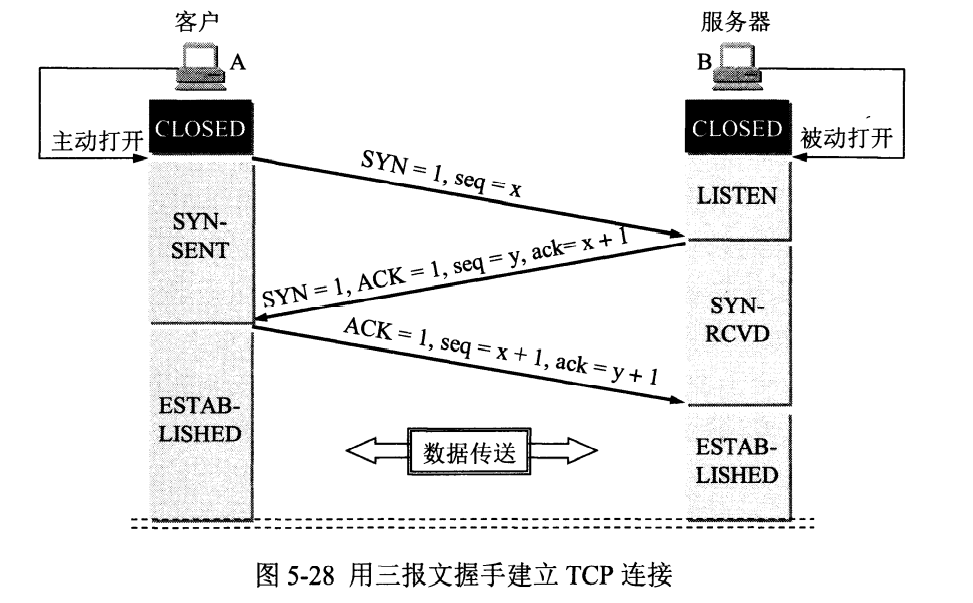 客户
服务器
A
B
CLOSED
CLOSED
主动打开
被动打开
SYN = 1, seq = x
LISTEN
SYN-
SENT
SYN = 1, ACK = 1, seq = y, ack= x + 1
SYN-
RCVD
ACK = 1, seq = x + 1, ack = y + 1
ESTAB-
LISHED
数据传送
ESTAB-
LISHED
图 5-28 用三报文握手建立 TCP 连接